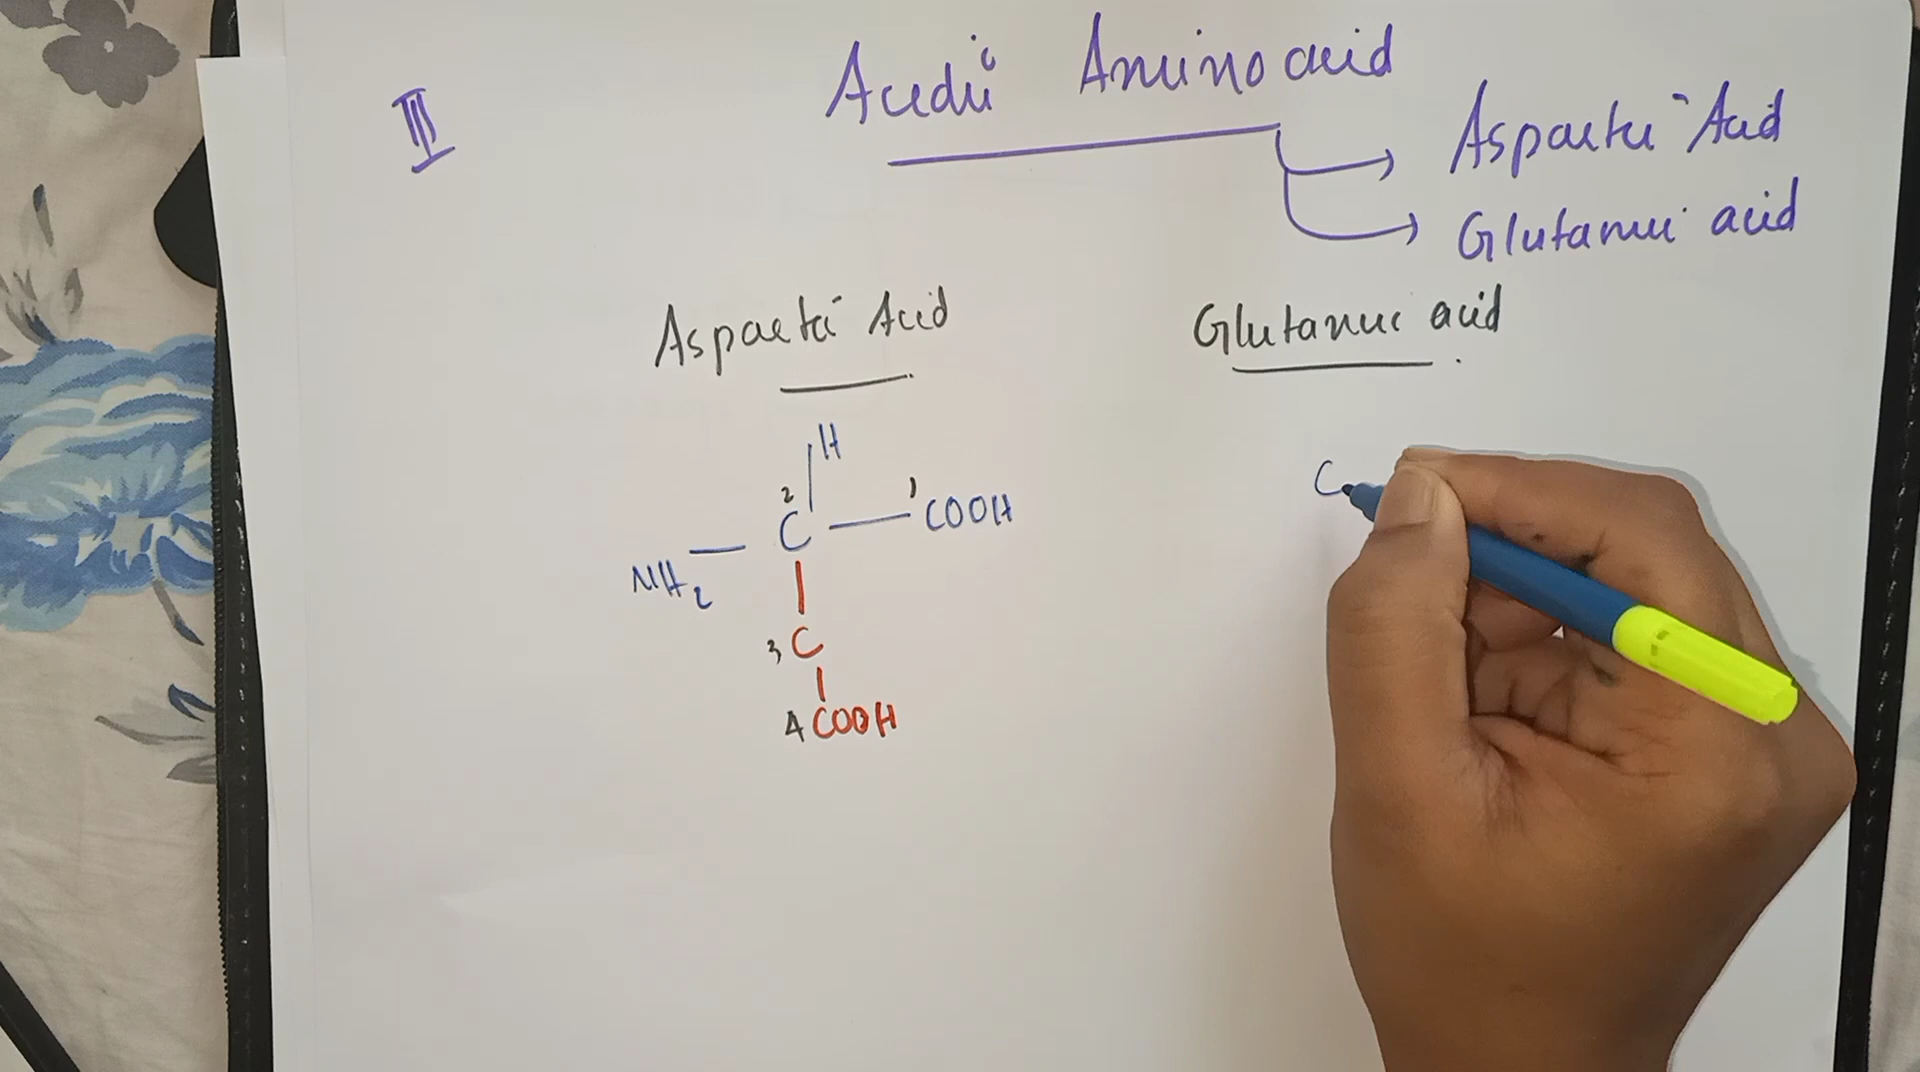 III
Acidic Amino acid
Aspartic Acid
Glutamic acid
Aspartic Acid
Glutamic acid
H
2
1
C
COOH
NH2
3 C
4 COOH
C